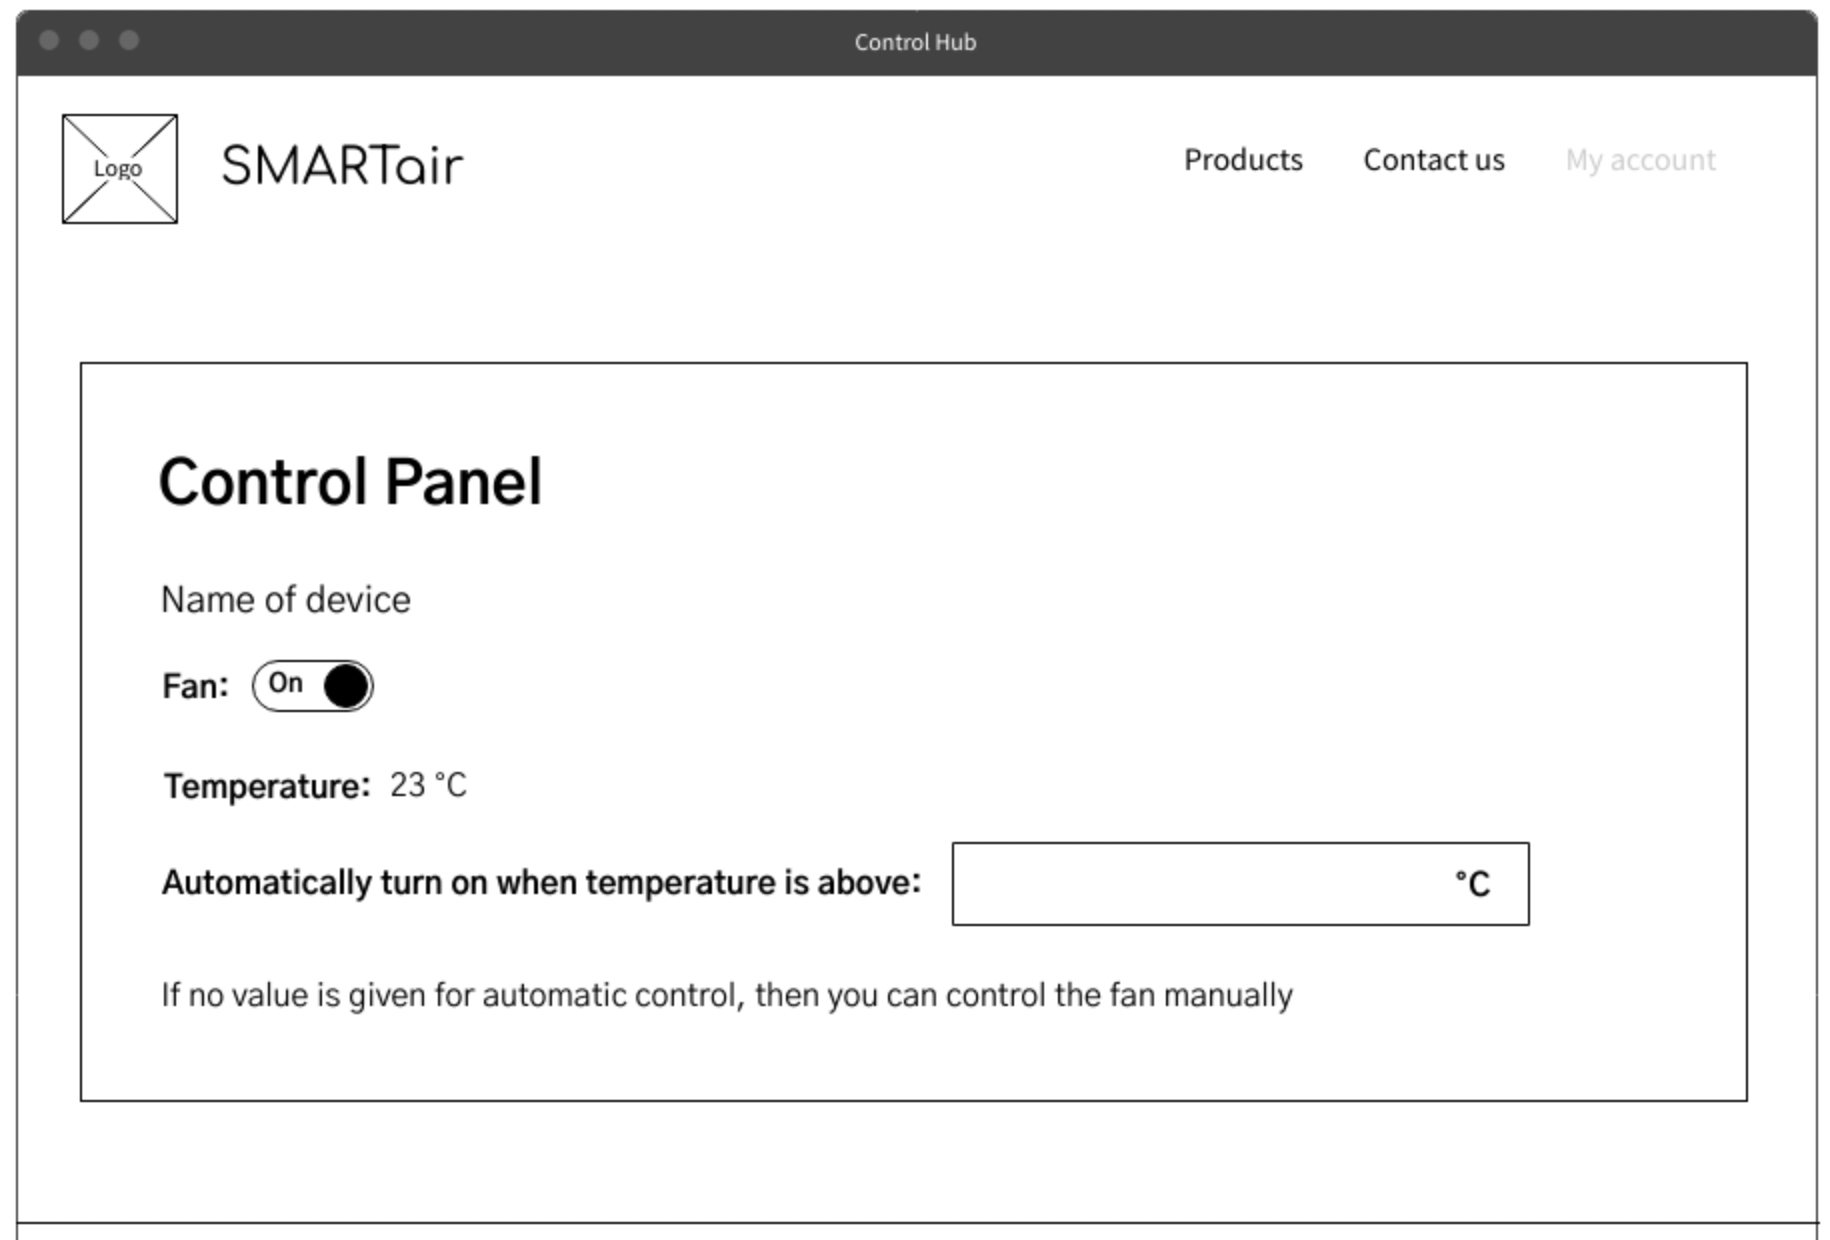 Control Hub
Logo
SMARTair
Products Contact us My account
Control Panel
Name of device
Fan: On
Temperature: 23 °C
Automatically turn on when temperature is above: °C
If no value is given for automatic control, then you can control the fan manually